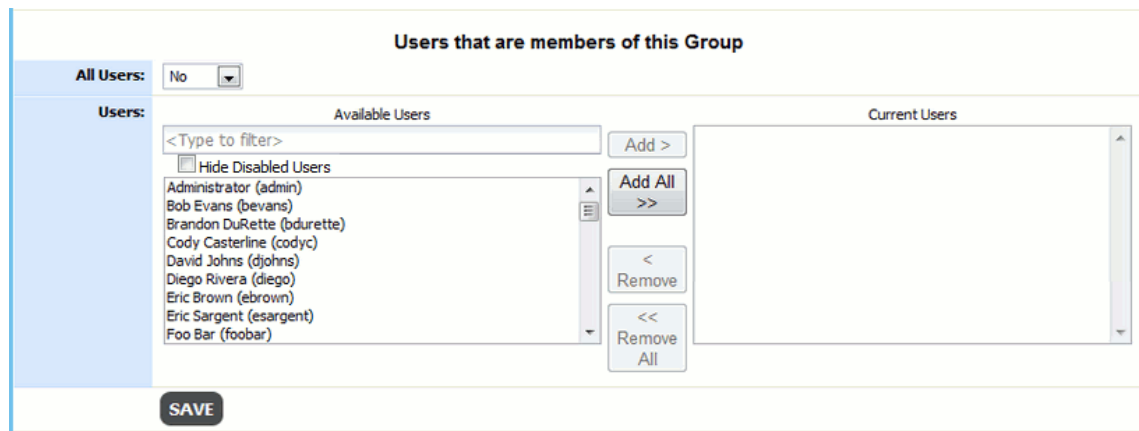 Users that are members of this Group
All Users: No
Users:
Available Users
Current Users
<Type to filter>
Hide Disabled Users
Administrator (admin)
Bob Evans (bevans)
Brandon DuRette (bdurette)
Cody Casterline (codyc)
David Johns (djohns)
Diego Rivera (diego)
Eric Brown (ebrown)
Eric Sargent (esargent)
Foo Bar (foobar)
Add >
Add All
>>
<
Remove
<<
Remove
All
SAVE